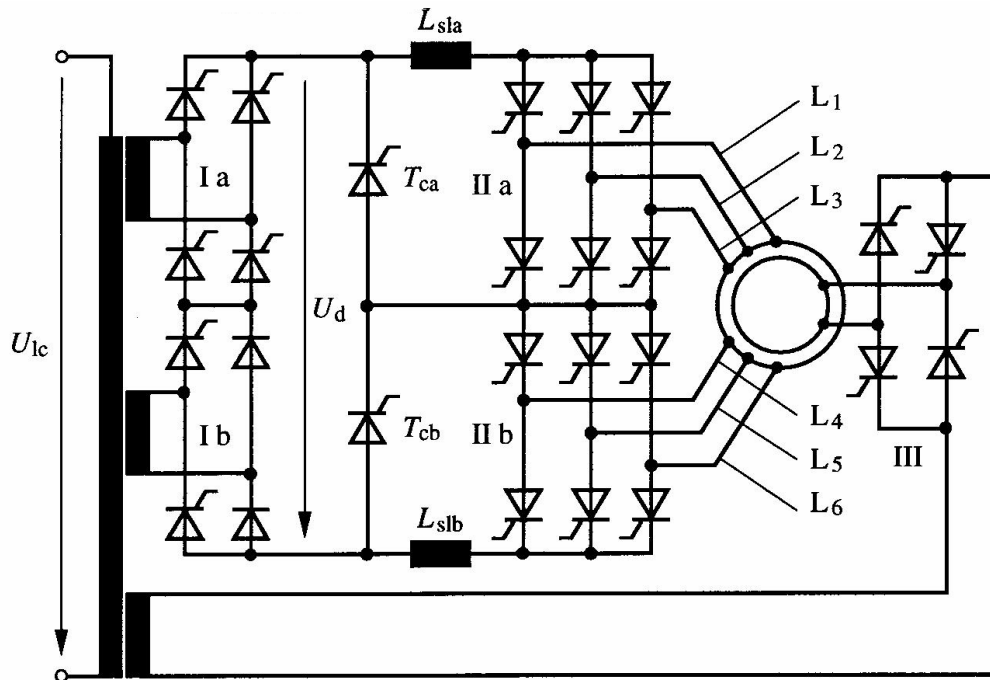 L_sla
L_1
I a
T_ca
II a
L_2
L_3
U_lc
U_d
I b
T_cb
II b
L_4
III
L_5
L_6
L_slb